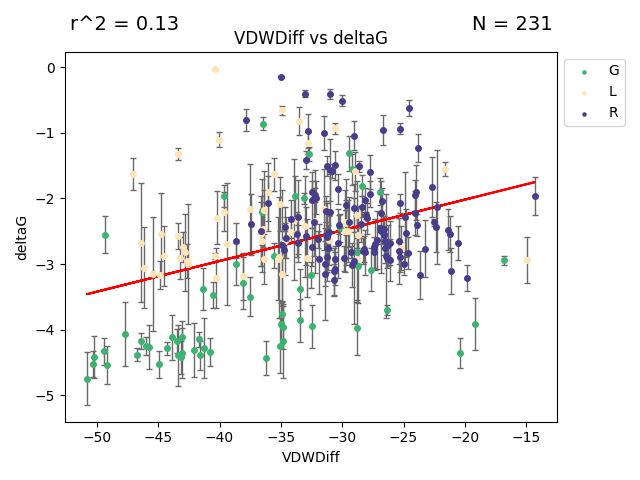 r^2 = 0.13 N = 231
VDWDiff vs deltaG
0
−1
−2
−3
−4
−5
deltaG
−50 −45 −40 −35 −30 −25 −20 −15
VDWDiff
G
L
R